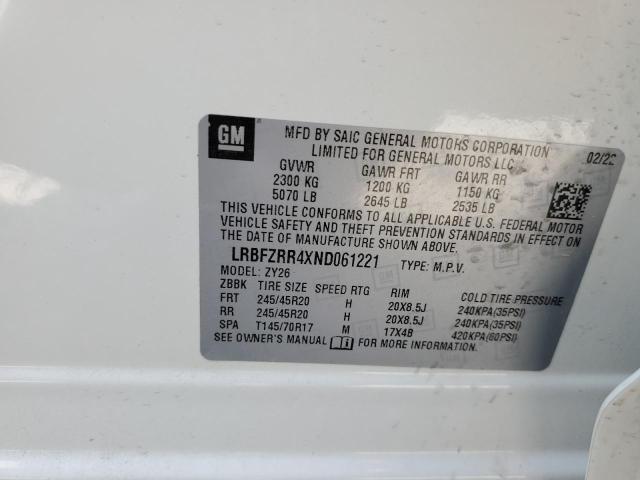 GM
MFD BY SAIC GENERAL MOTORS CORPORATION 02/22
LIMITED FOR GENERAL MOTORS LLC
GVWR GAWR FRT GAWR RR
2300 KG 1200 KG 1150 KG
5070 LB 2645 LB 2535 LB
THIS VEHICLE CONFORMS TO ALL APPLICABLE U.S. FEDERAL MOTOR
VEHICLE SAFETY AND THEFT PREVENTION STANDARDS IN EFFECT
ON THE DATE OF MANUFACTURE SHOWN ABOVE.
LRBFZRR4XND061221 TYPE: M.P.V.
MODEL: ZY26
ZBBK TIRE SIZE SPEED RTG RIM COLD TIRE PRESSURE
FRT 245/45R20 H 20X8.5J 240KPA(35PSI)
RR 245/45R20 H 20X8.5J 240KPA(35PSI)
SPA T145/70R17 M 17X4B 420KPA(60PSI)
SEE OWNER'S MANUAL FOR MORE INFORMATION.